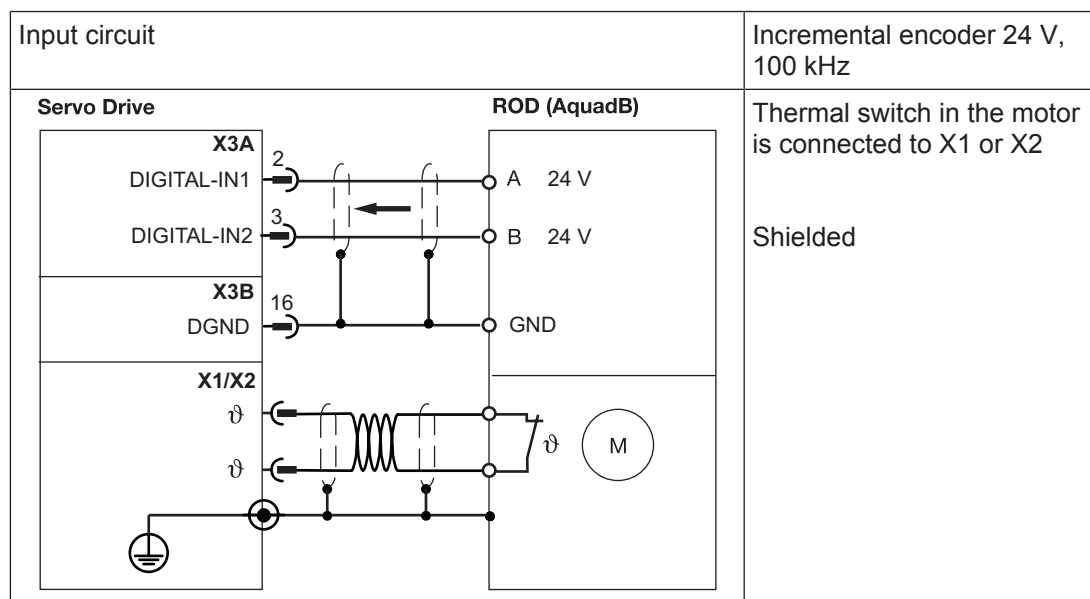 Input circuit
Incremental encoder 24 V,
100 kHz
Servo Drive
ROD (AquadB)
Thermal switch in the motor
is connected to X1 or X2
Shielded
X3A
DIGITAL-IN1
2
A 24 V
DIGITAL-IN2
3
B 24 V
X3B
DGND
16
GND
X1/X2
ϑ
ϑ
ϑ
M